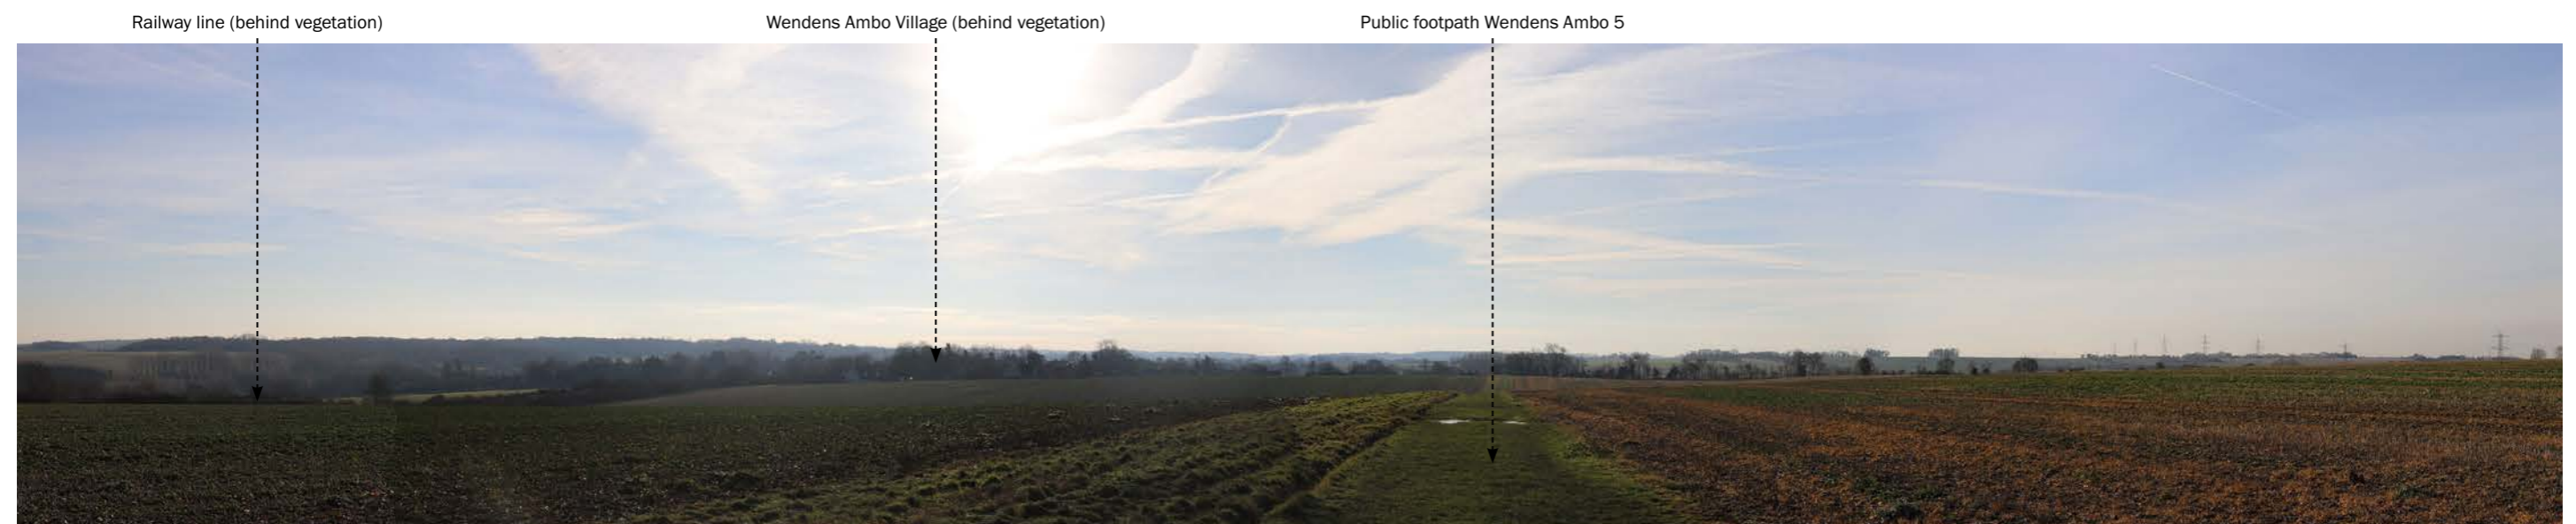 Railway line (behind vegetation)
Wendens Ambo Village (behind vegetation)
Public footpath Wendens Ambo 5